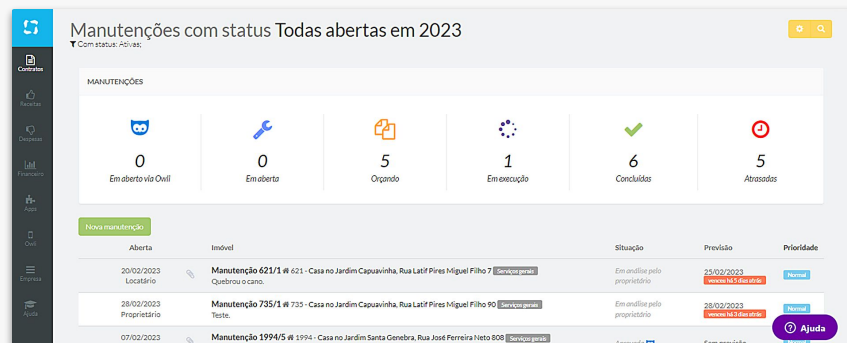 Manutenções com status Todas abertas em 2023
Com status: Ativas;
Contratos
Receitas
Despesas
Financeiro
Apps
Owli
Empresa
Ajuda
MANUTENÇÕES
0
Em aberto via Owli
0
Em aberta
5
Orçando
1
Em execução
6
Concluídas
5
Atrasadas
Nova manutenção
Aberta Imóvel Situação Previsão Prioridade
20/02/2023 Manutenção 621/1 621 - Casa no Jardim Capuavinha, Rua Latif Pires Miguel Filho 7 Serviços gerais Em análise pelo 25/02/2023 Normal
Locatário Quebrou o cano. proprietário venceu há 5 dias atrás
28/02/2023 Manutenção 735/1 735 - Casa no Jardim Capuavinha, Rua Latif Pires Miguel Filho 90 Serviços gerais Em análise pelo 28/02/2023 Normal
Proprietário Teste. proprietário venceu há 3 dias atrás
07/02/2023 Manutenção 1994/5 1994 - Casa no Jardim Santa Genebra, Rua José Ferreira Neto 808 Serviços gerais
Ajuda